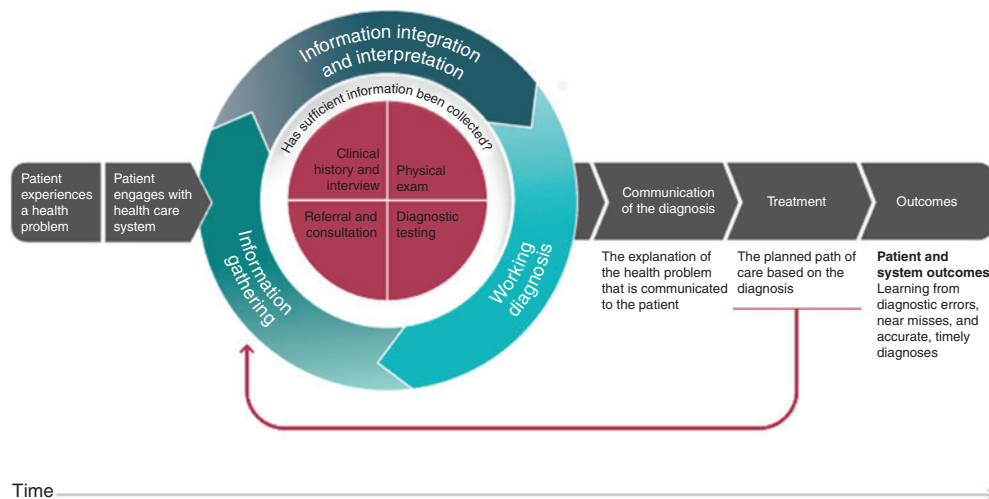 Information integration
and interpretation
Has sufficient information been collected?
Clinical
history and
interview
Physical
exam
Referral and
consultation
Diagnostic
testing
Information
gathering
Working
diagnosis
Patient
experiences
a health
problem
Patient
engages with
health care
system
Communication
of the diagnosis
Treatment
Outcomes
The explanation of
the health problem
that is communicated
to the patient
The planned path of
care based on the
diagnosis
Patient and
system outcomes
Learning from
diagnostic errors,
near misses, and
accurate, timely
diagnoses
Time